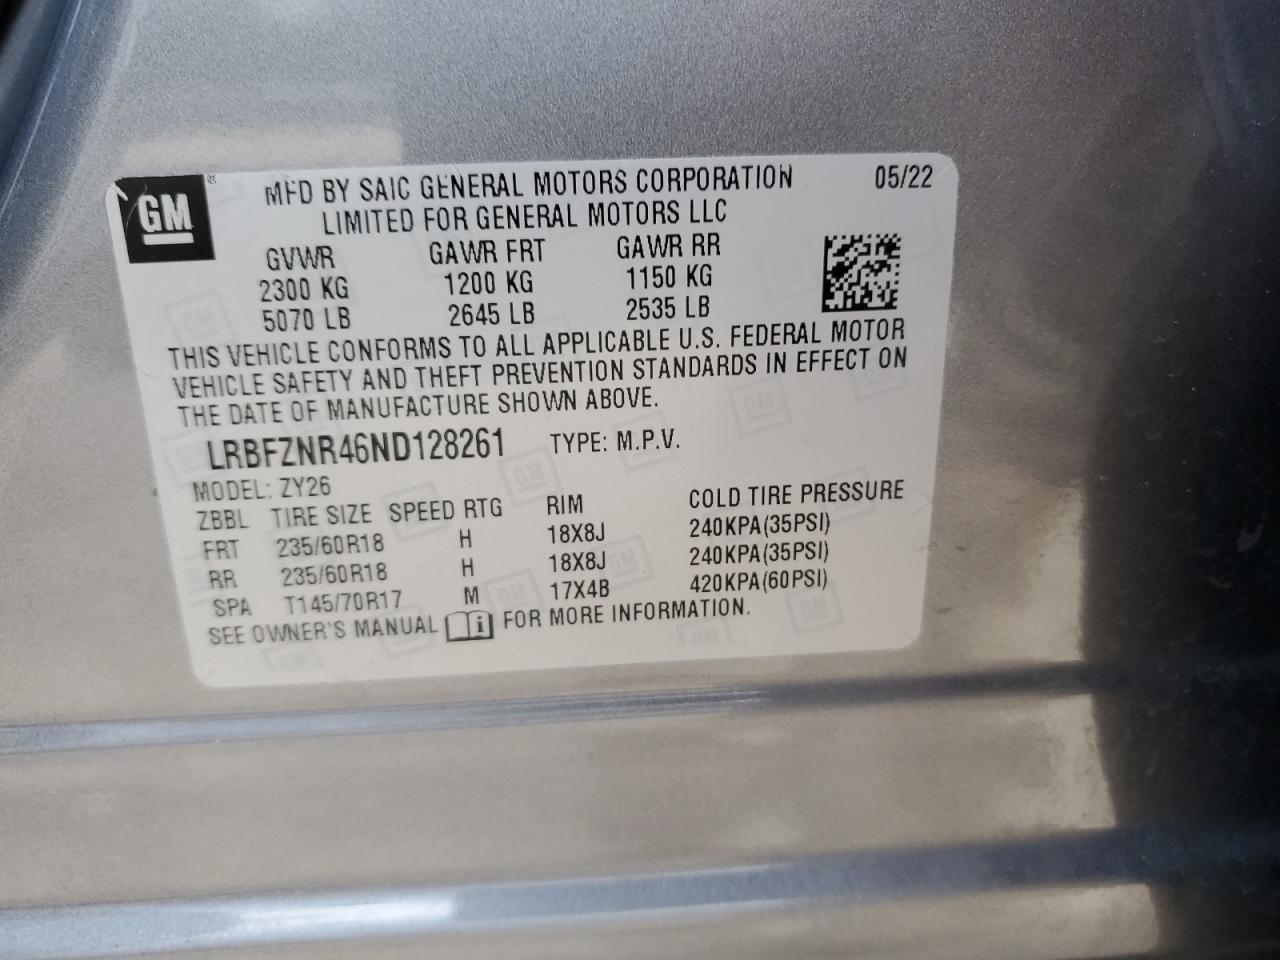 GM ®
MFD BY SAIC GENERAL MOTORS CORPORATION 05/22
LIMITED FOR GENERAL MOTORS LLC
GVWR GAWR FRT GAWR RR
2300 KG 1200 KG 1150 KG
5070 LB 2645 LB 2535 LB
THIS VEHICLE CONFORMS TO ALL APPLICABLE U.S. FEDERAL MOTOR
VEHICLE SAFETY AND THEFT PREVENTION STANDARDS IN EFFECT ON
THE DATE OF MANUFACTURE SHOWN ABOVE.
LRBFZNR46ND128261 TYPE: M.P.V.
MODEL: ZY26
ZBBL TIRE SIZE SPEED RTG RIM COLD TIRE PRESSURE
FRT 235/60R18 H 18X8J 240KPA(35PSI)
RR 235/60R18 H 18X8J 240KPA(35PSI)
SPA T145/70R17 M 17X4B 420KPA(60PSI)
SEE OWNER'S MANUAL i FOR MORE INFORMATION.